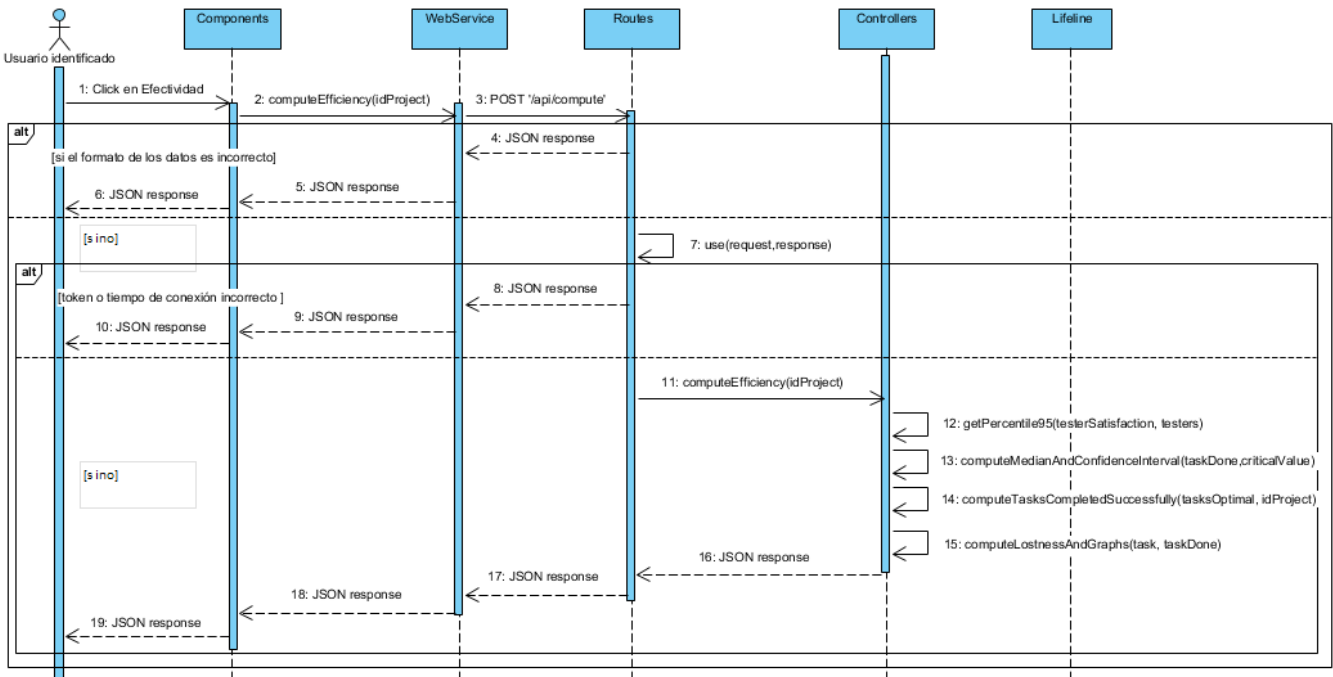 Components
WebService
Routes
Controllers
Lifeline
Usuario identificado
1: Click en Efectividad
2: computeEfficiency(idProject)
3: POST '/api/compute'
alt
4: JSON response
[si el formato de los datos es incorrecto]
5: JSON response
6: JSON response
[sino]
7: use(request,response)
alt
8: JSON response
[token o tiempo de conexión incorrecto ]
9: JSON response
10: JSON response
11: computeEfficiency(idProject)
12: getPercentile95(testerSatisfaction, testers)
13: computeMedianAndConfidenceInterval(taskDone,criticalValue)
[sino]
14: computeTasksCompletedSuccessfully(tasksOptimal, idProject)
15: computeLostnessAndGraphs(task, taskDone)
16: JSON response
17: JSON response
18: JSON response
19: JSON response